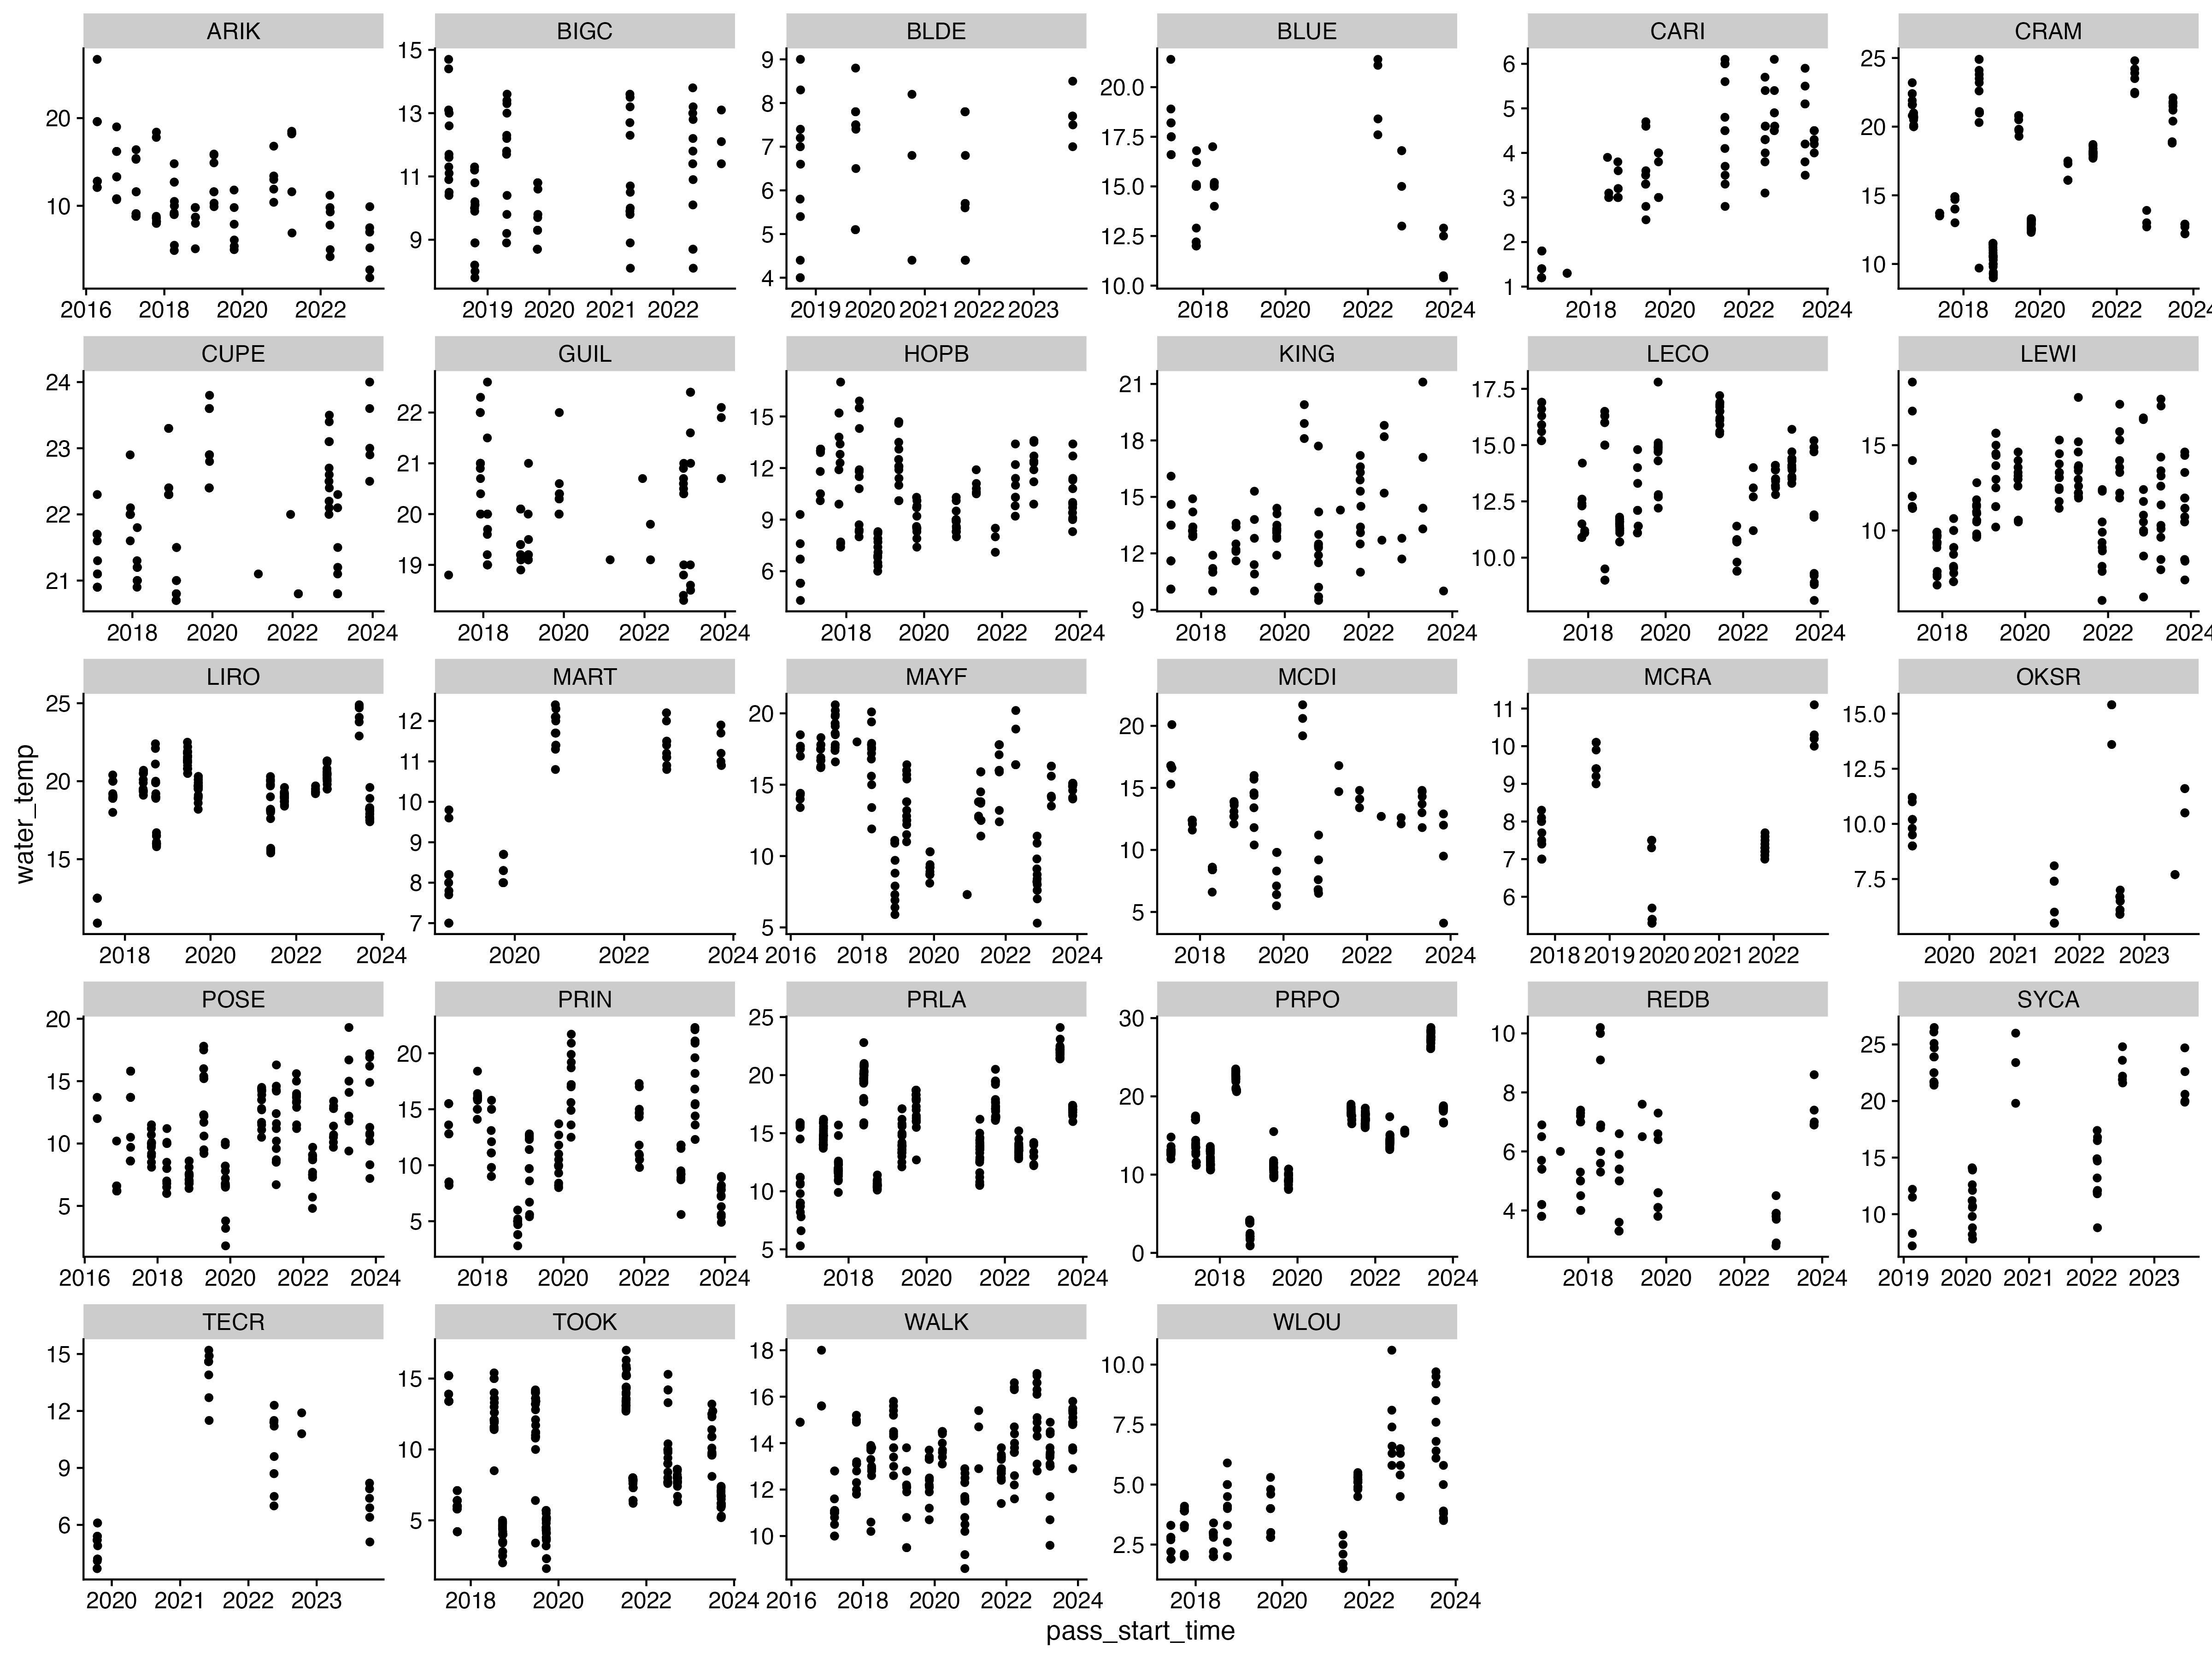 ARIK BIGC BLDE BLUE CARI CRAM
20 10
15 13 11 9
9 8 7 6 5 4
20.0 17.5 15.0 12.5 10.0
6 5 4 3 2 1
25 20 15 10
2016 2018 2020 2022
2019 2020 2021 2022
2019 2020 2021 2022 2023
2018 2020 2022 2024
2018 2020 2022 2024
2018 2020 2022 2024
CUPE GUIL HOPB KING LECO LEWI
24 23 22 21
22 21 20 19
15 12 9 6
21 18 15 12 9
17.5 15.0 12.5 10.0
15 10
2018 2020 2022 2024
2018 2020 2022 2024
2018 2020 2022 2024
2018 2020 2022 2024
2018 2020 2022 2024
2018 2020 2022 2024
water_temp
LIRO MART MAYF MCDI MCRA OKSR
25 20 15
12 11 10 9 8 7
20 15 10 5
20 15 10 5
11 10 9 8 7 6
15.0 12.5 10.0 7.5
2018 2020 2022 2024
2020 2022 2024
2016 2018 2020 2022 2024
2018 2020 2022 2024
2018 2019 2020 2021 2022
2020 2021 2022 2023
POSE PRIN PRLA PRPO REDB SYCA
20 15 10 5
20 15 10 5
25 20 15 10 5
30 20 10 0
10 8 6 4
25 20 15 10
2016 2018 2020 2022 2024
2018 2020 2022 2024
2018 2020 2022 2024
2018 2020 2022 2024
2018 2020 2022 2024
2019 2020 2021 2022 2023
TECR TOOK WALK WLOU
15 12 9 6
15 10 5
18 16 14 12 10
10.0 7.5 5.0 2.5
2020 2021 2022 2023
2018 2020 2022 2024
2016 2018 2020 2022 2024
2018 2020 2022 2024
pass_start_time